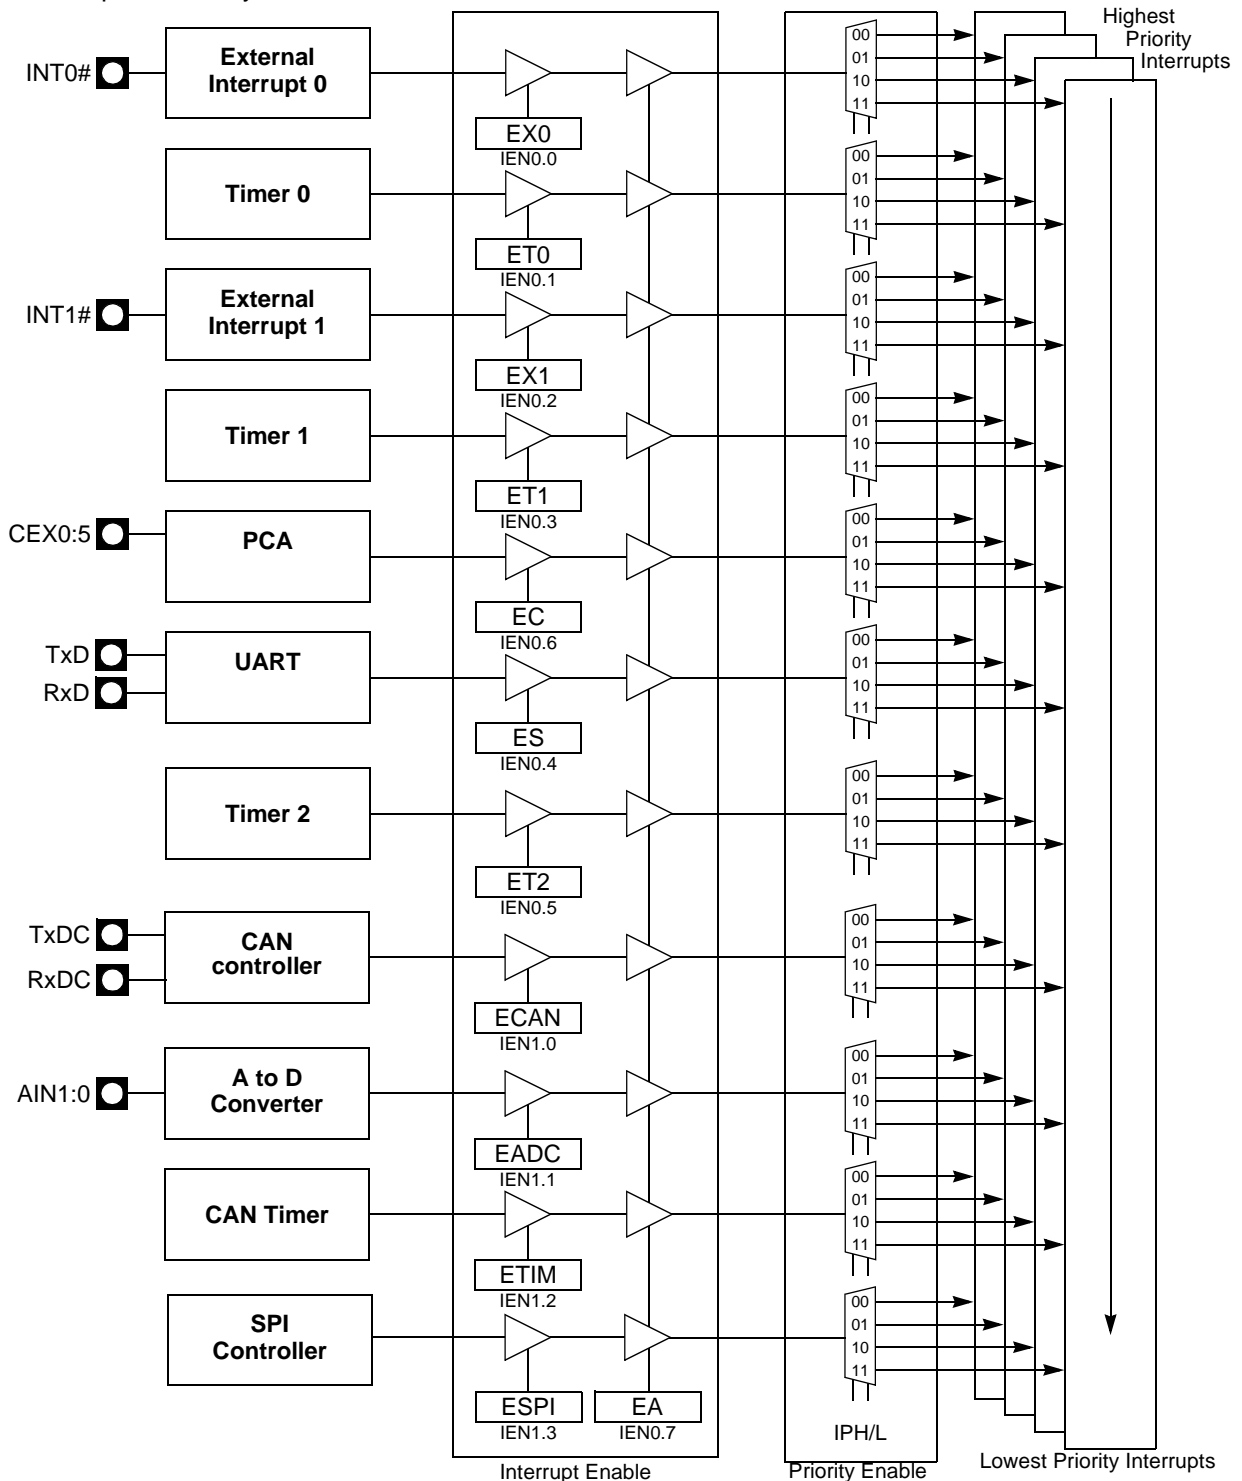 Highest
Priority
Interrupts
INT0#
External
Interrupt 0
EX0
IEN0.0
00
01
10
11
Timer 0
ET0
IEN0.1
00
01
10
11
INT1#
External
Interrupt 1
EX1
IEN0.2
00
01
10
11
Timer 1
ET1
IEN0.3
00
01
10
11
CEX0:5
PCA
EC
IEN0.6
00
01
10
11
TxD
RxD
UART
ES
IEN0.4
00
01
10
11
Timer 2
ET2
IEN0.5
00
01
10
11
TxDC
RxDC
CAN
controller
ECAN
IEN1.0
00
01
10
11
AIN1:0
A to D
Converter
EADC
IEN1.1
00
01
10
11
CAN Timer
ETIM
IEN1.2
00
01
10
11
SPI
Controller
ESPI
IEN1.3
EA
IEN0.7
00
01
10
11
IPH/L
Interrupt Enable
Priority Enable
Lowest Priority Interrupts